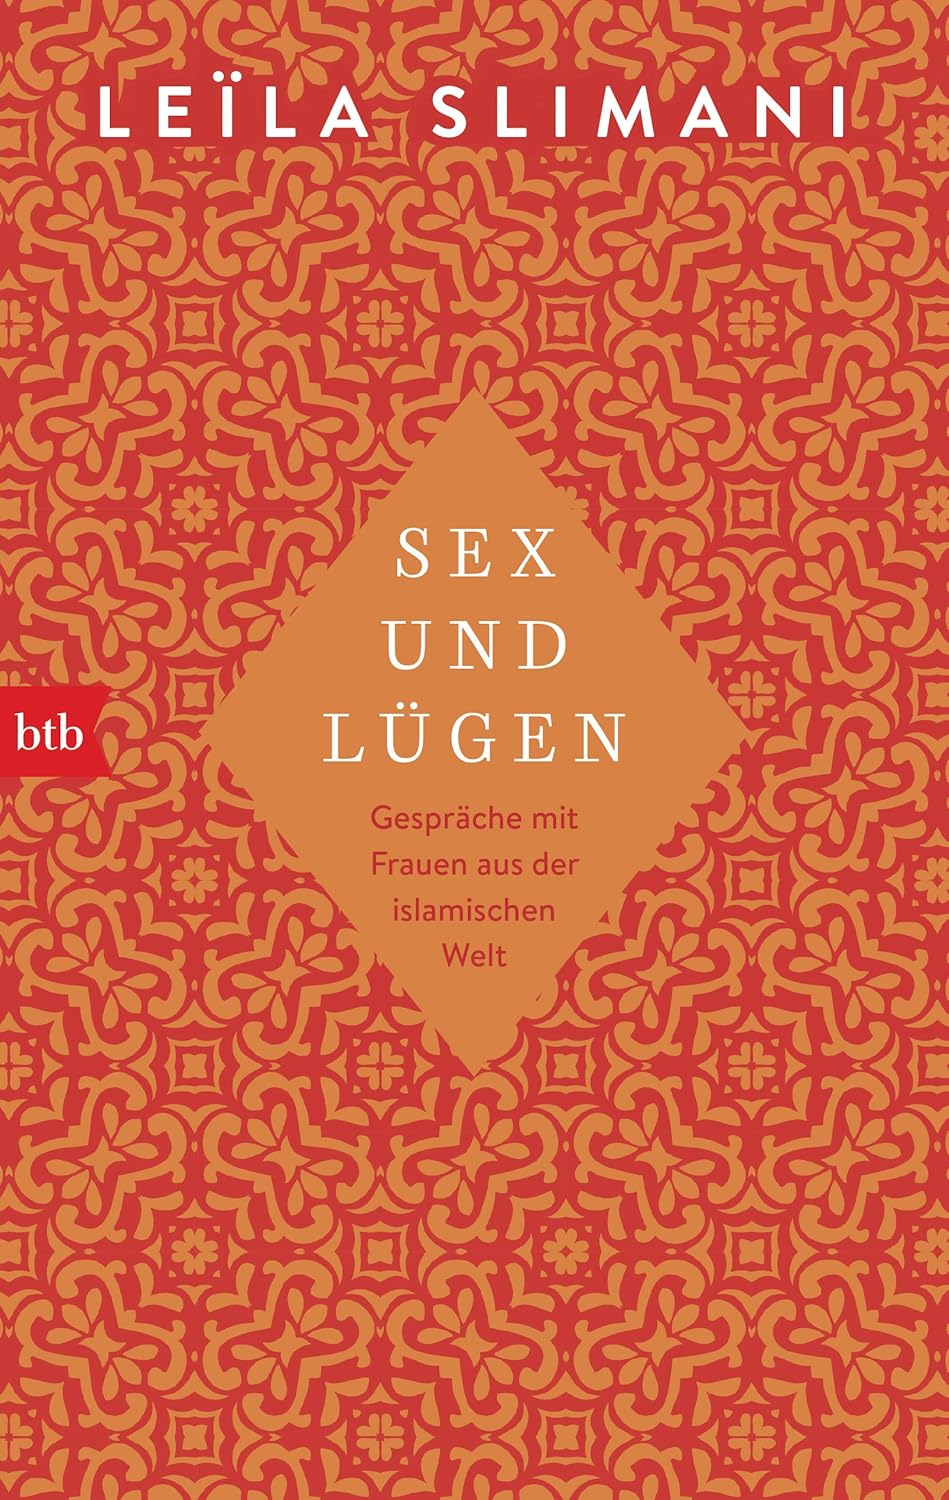 LEÏLA SLIMANI
SEX
UND
LÜGEN
btb
Gespräche mit
Frauen aus der
islamischen
Welt